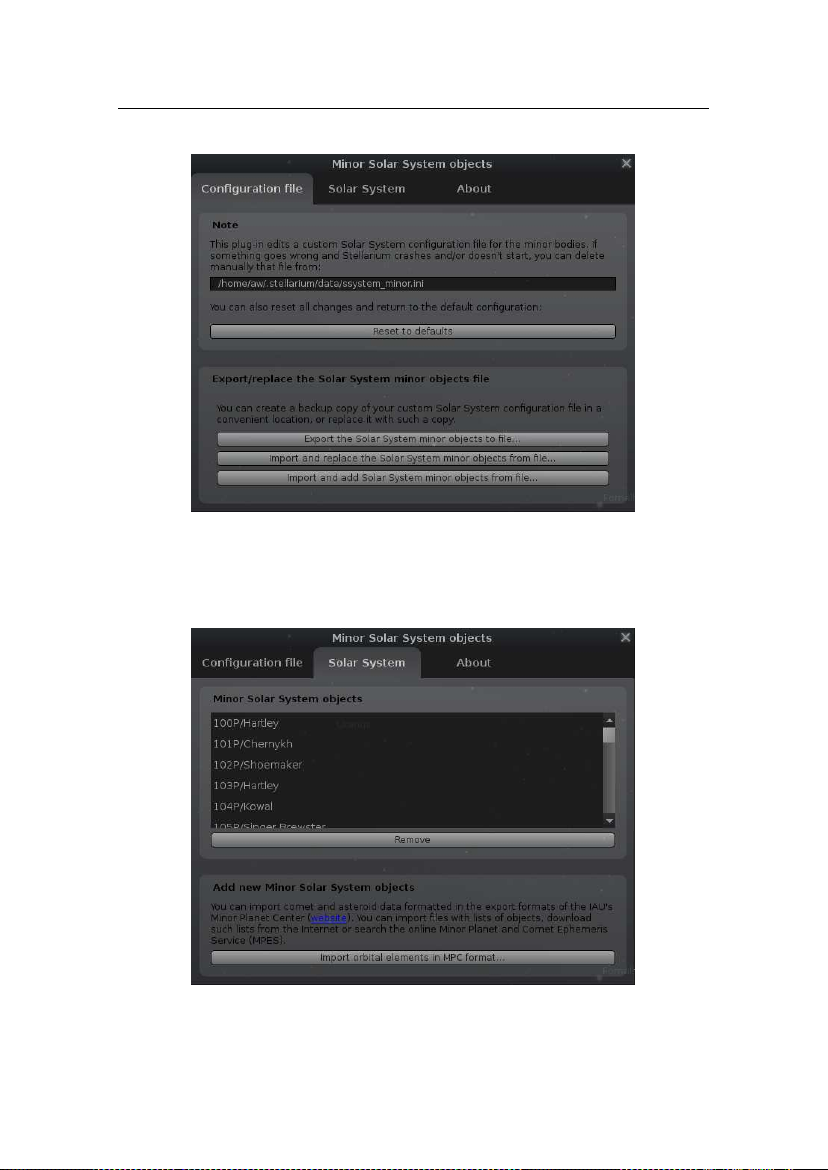 Minor Solar System objects
Configuration file
Solar System
About
Note
This plug-in edits a custom Solar System configuration file for the minor bodies. If
something goes wrong and Stellarium crashes and/or doesn't start, you can delete
manually that file from:
/home/aw/.stellarium/data/ssystem_minor.ini
You can also reset all changes and return to the default configuration:
Reset to defaults
Export/replace the Solar System minor objects file
You can create a backup copy of your custom Solar System configuration file in a
convenient location, or replace it with such a copy.
Export the Solar System minor objects to file...
Import and replace the Solar System minor objects from file...
Import and add Solar System minor objects from file...
Minor Solar System objects
Configuration file
Solar System
About
Minor Solar System objects
100P/Hartley
101P/Chernykh
102P/Shoemaker
103P/Hartley
104P/Kowal
105P/Singer Brewster
Remove
Add new Minor Solar System objects
You can import comet and asteroid data formatted in the export formats of the IAU's
Minor Planet Center (website). You can import files with lists of objects, download
such lists from the Internet or search the online Minor Planet and Comet Ephemeris
Service (MPES).
Import orbital elements in MPC format...